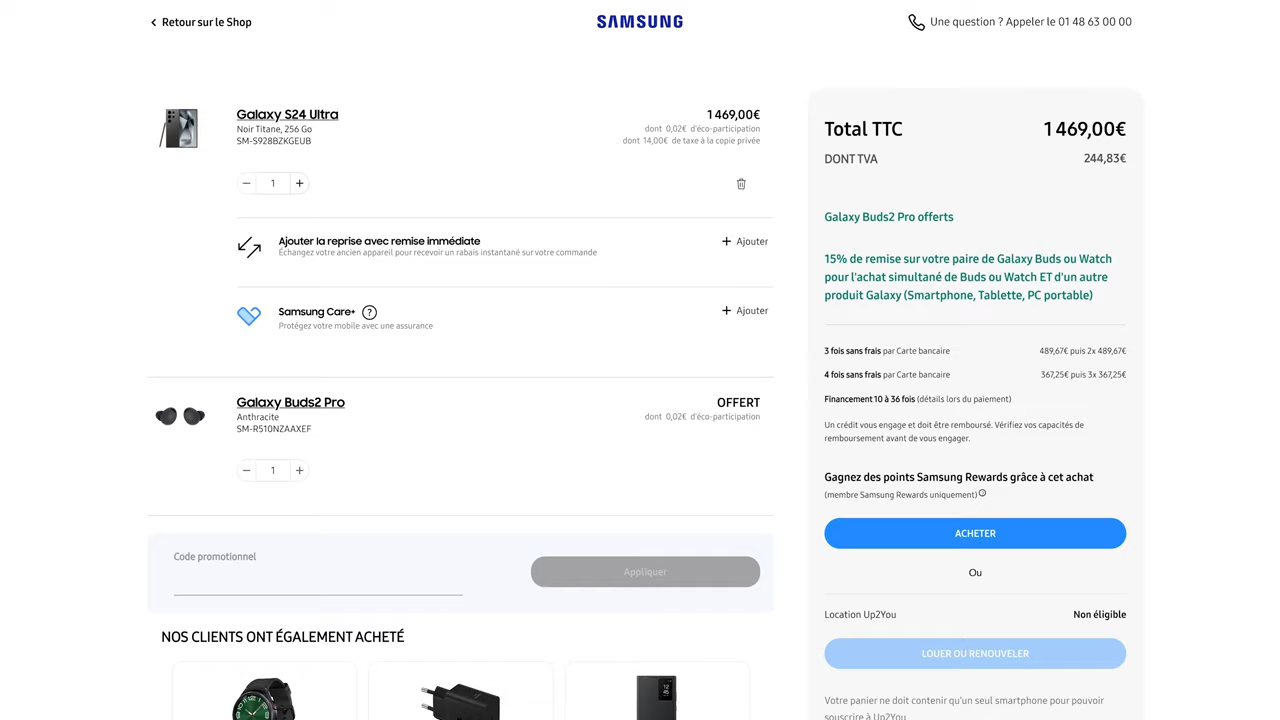 Retour sur le Shop
SAMSUNG
Une question ? Appeler le 01 48 63 00 00
Galaxy S24 Ultra
1 469,00€
Noir Titane, 256 Go
dont 0,02€ d'éco-participation
SM-S928BZKGEUB
dont 14,00€ de taxe à la copie privée
− 1 +
Ajouter la reprise avec remise immédiate
Échangez votre ancien appareil pour recevoir un rabais instantané sur votre commande
+ Ajouter
Samsung Care+ ?
Protégez votre mobile avec une assurance
+ Ajouter
Galaxy Buds2 Pro
OFFERT
Anthracite
dont 0,02€ d'éco-participation
SM-R510NZAAXEF
− 1 +
Code promotionnel
Appliquer
NOS CLIENTS ONT ÉGALEMENT ACHETÉ
12
45
Total TTC 1 469,00€
DONT TVA 244,83€
Galaxy Buds2 Pro offerts
15% de remise sur votre paire de Galaxy Buds ou Watch
pour l'achat simultané de Buds ou Watch ET d'un autre
produit Galaxy (Smartphone, Tablette, PC portable)
3 fois sans frais par Carte bancaire 489,67€ puis 2x 489,67€
4 fois sans frais par Carte bancaire 367,25€ puis 3x 367,25€
Financement 10 à 36 fois (détails lors du paiement)
Un crédit vous engage et doit être remboursé. Vérifiez vos capacités de
remboursement avant de vous engager.
Gagnez des points Samsung Rewards grâce à cet achat
(membre Samsung Rewards uniquement)
ACHETER
Ou
Location Up2You Non éligible
LOUER OU RENOUVELER
Votre panier ne doit contenir qu'un seul smartphone pour pouvoir
souscrire à Up2You